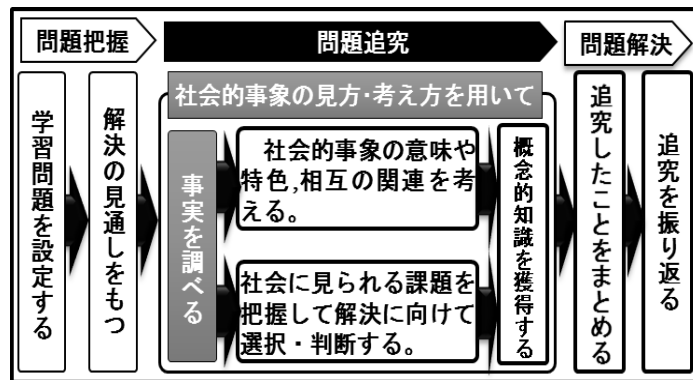 問題把握
問題追究
問題解決
学習問題を設定する
解決の見通しをもつ
社会的事象の見方・考え方を用いて
事実を調べる
社会的事象の意味や
特色,相互の関連を考
える。
社会に見られる課題を
把握して解決に向けて
選択・判断する。
概念的知識を獲得する
追究したことをまとめる
追究を振り返る